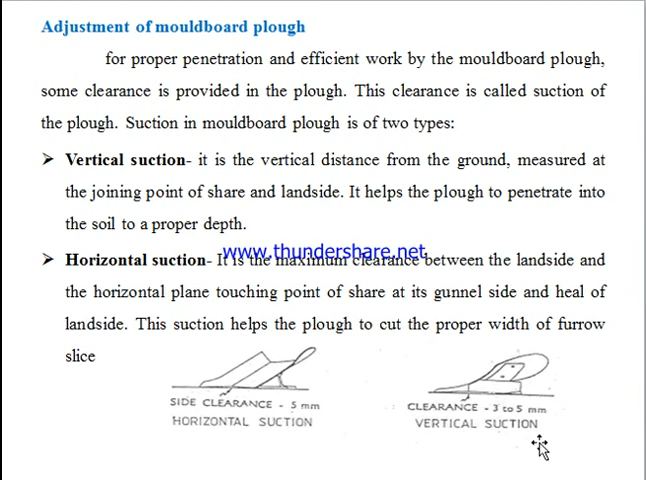 Adjustment of mouldboard plough
for proper penetration and efficient work by the mouldboard plough,
some clearance is provided in the plough. This clearance is called suction of
the plough. Suction in mouldboard plough is of two types:
➤ Vertical suction- it is the vertical distance from the ground, measured at
the joining point of share and landside. It helps the plough to penetrate into
the soil to a proper depth.
www.thundershare.net
➤ Horizontal suction- It is the maximum clearance between the landside and
the horizontal plane touching point of share at its gunnel side and heal of
landside. This suction helps the plough to cut the proper width of furrow
slice
SIDE CLEARANCE - 5 mm
HORIZONTAL SUCTION
CLEARANCE - 3 to 5 mm
VERTICAL SUCTION